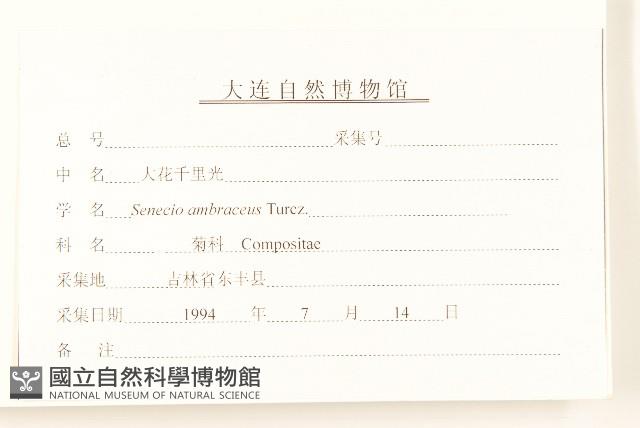 大连自然博物馆
总 号 采集号
中 名 大花千里光
学 名 Senecio ambraceus Turcz.
科 名 菊科 Compositae
采集地 吉林省东丰县
采集日期 1994 年 7 月 14 日
备 注
國立自然科學博物館
NATIONAL MUSEUM OF NATURAL SCIENCE